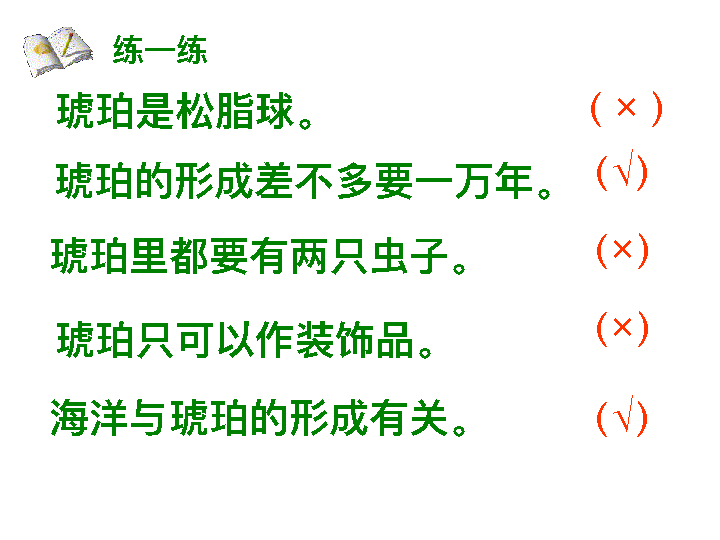 练一练
琥珀是松脂球。 ( × )
琥珀的形成差不多要一万年。 (√)
琥珀里都要有两只虫子。 (×)
琥珀只可以作装饰品。 (×)
海洋与琥珀的形成有关。 (√)